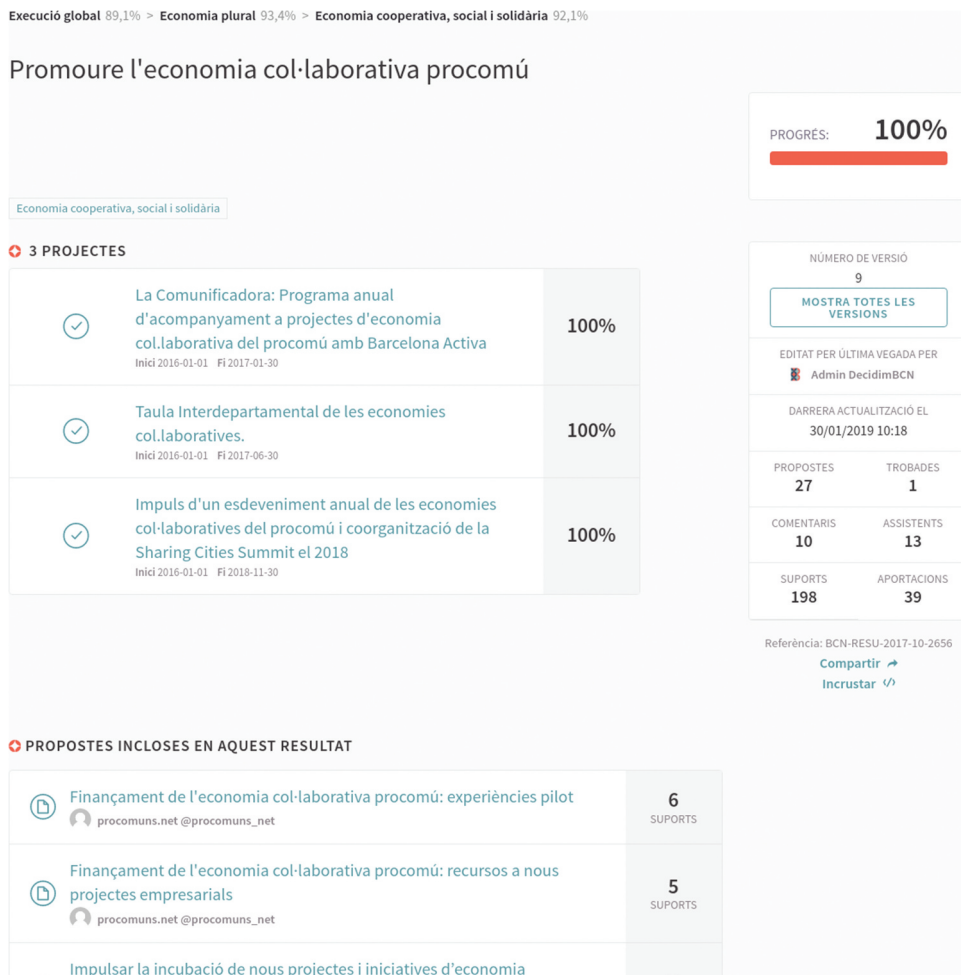 Execució global 89,1% > Economia plural 93,4% > Economia cooperativa, social i solidària 92,1%
Promoure l'economia col·laborativa procomú
PROGRÉS: 100%
Economia cooperativa, social i solidària
3 PROJECTES
La Comunificadora: Programa anual
d'acompanyament a projectes d'economia
col.laborativa del procomú amb Barcelona Activa
Inici 2016-01-01 Fi 2017-01-30
100%
Taula Interdepartamental de les economies
col.laboratives.
Inici 2016-01-01 Fi 2017-06-30
100%
Impuls d'un esdeveniment anual de les economies
col·laboratives del procomú i coorganització de la
Sharing Cities Summit el 2018
Inici 2016-01-01 Fi 2018-11-30
100%
NÚMERO DE VERSIÓ
9
MOSTRA TOTES LES
VERSIONS
EDITAT PER ÚLTIMA VEGADA PER
Admin DecidimBCN
DARRERA ACTUALITZACIÓ EL
30/01/2019 10:18
PROPOSTES TROBADES
27 1
COMENTARIS ASSISTENTS
10 13
SUPORTS APORTACIONS
198 39
Referència: BCN-RESU-2017-10-2656
Compartir
Incrustar </>
PROPOSTES INCLOSES EN AQUEST RESULTAT
Finançament de l'economia col·laborativa procomú: experiències pilot
procomuns.net @procomuns_net
6
SUPORTS
Finançament de l'economia col·laborativa procomú: recursos a nous
projectes empresarials
procomuns.net @procomuns_net
5
SUPORTS
Impulsar la incubació de nous projectes i iniciatives d'economia